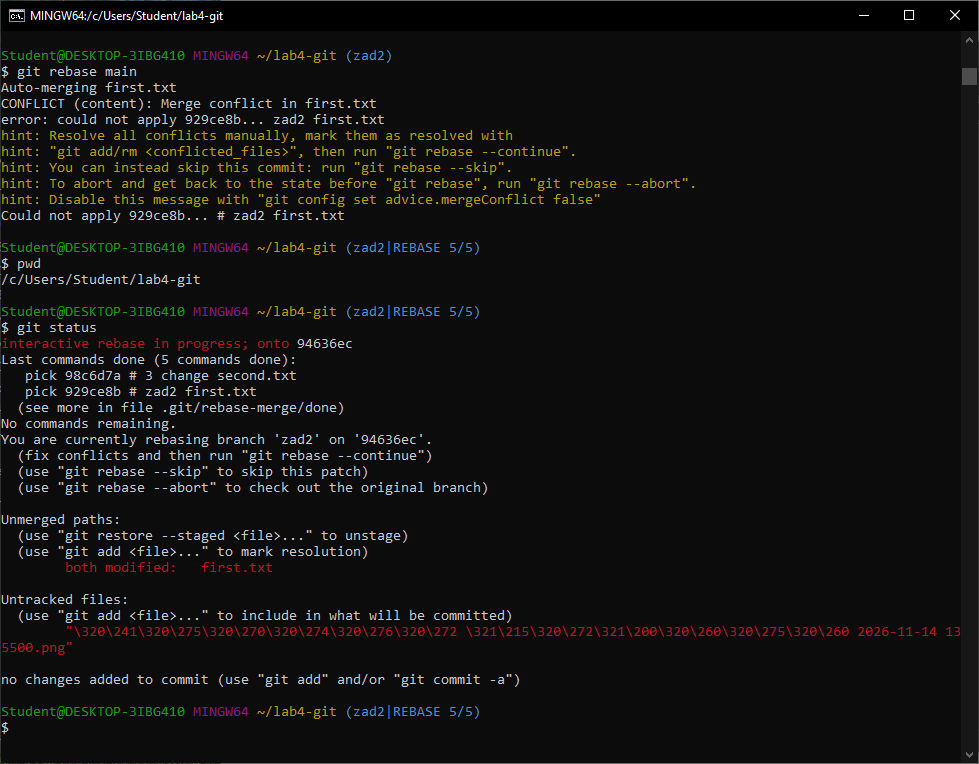 MINGW64:/c/Users/Student/lab4-git
Student@DESKTOP-3IBG410 MINGW64 ~/lab4-git (zad2)
$ git rebase main
Auto-merging first.txt
CONFLICT (content): Merge conflict in first.txt
error: could not apply 929ce8b... zad2 first.txt
hint: Resolve all conflicts manually, mark them as resolved with
hint: "git add/rm <conflicted_files>", then run "git rebase --continue".
hint: You can instead skip this commit: run "git rebase --skip".
hint: To abort and get back to the state before "git rebase", run "git rebase --abort".
hint: Disable this message with "git config set advice.mergeConflict false"
Could not apply 929ce8b... # zad2 first.txt
Student@DESKTOP-3IBG410 MINGW64 ~/lab4-git (zad2|REBASE 5/5)
$ pwd
/c/Users/Student/lab4-git
Student@DESKTOP-3IBG410 MINGW64 ~/lab4-git (zad2|REBASE 5/5)
$ git status
interactive rebase in progress; onto 94636ec
Last commands done (5 commands done):
   pick 98c6d7a # 3 change second.txt
   pick 929ce8b # zad2 first.txt
  (see more in file .git/rebase-merge/done)
No commands remaining.
You are currently rebasing branch 'zad2' on '94636ec'.
  (fix conflicts and then run "git rebase --continue")
  (use "git rebase --skip" to skip this patch)
  (use "git rebase --abort" to check out the original branch)
Unmerged paths:
  (use "git restore --staged <file>..." to unstage)
  (use "git add <file>..." to mark resolution)
        both modified:   first.txt
Untracked files:
  (use "git add <file>..." to include in what will be committed)
        "\320\241\320\275\320\270\320\274\320\276\320\272 \321\215\320\272\321\200\320\260\320\275\320\260 2026-11-14 13
5500.png"
no changes added to commit (use "git add" and/or "git commit -a")
Student@DESKTOP-3IBG410 MINGW64 ~/lab4-git (zad2|REBASE 5/5)
$